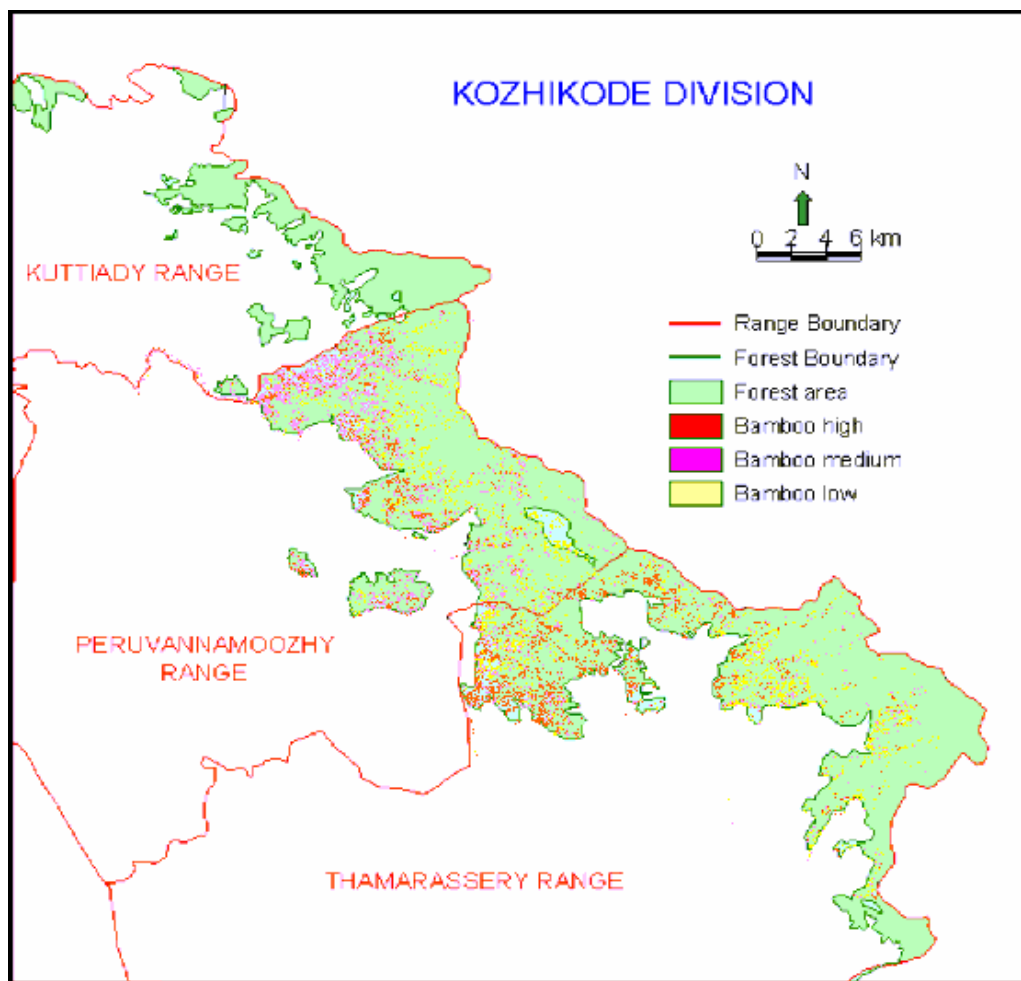 KOZHIKODE DIVISION
N
0 2 4 6 km
KUTTIADY RANGE
Range Boundary
Forest Boundary
Forest area
Bamboo high
Bamboo medium
Bamboo low
PERUVANNAMOOZHY
RANGE
THAMARASSERY RANGE